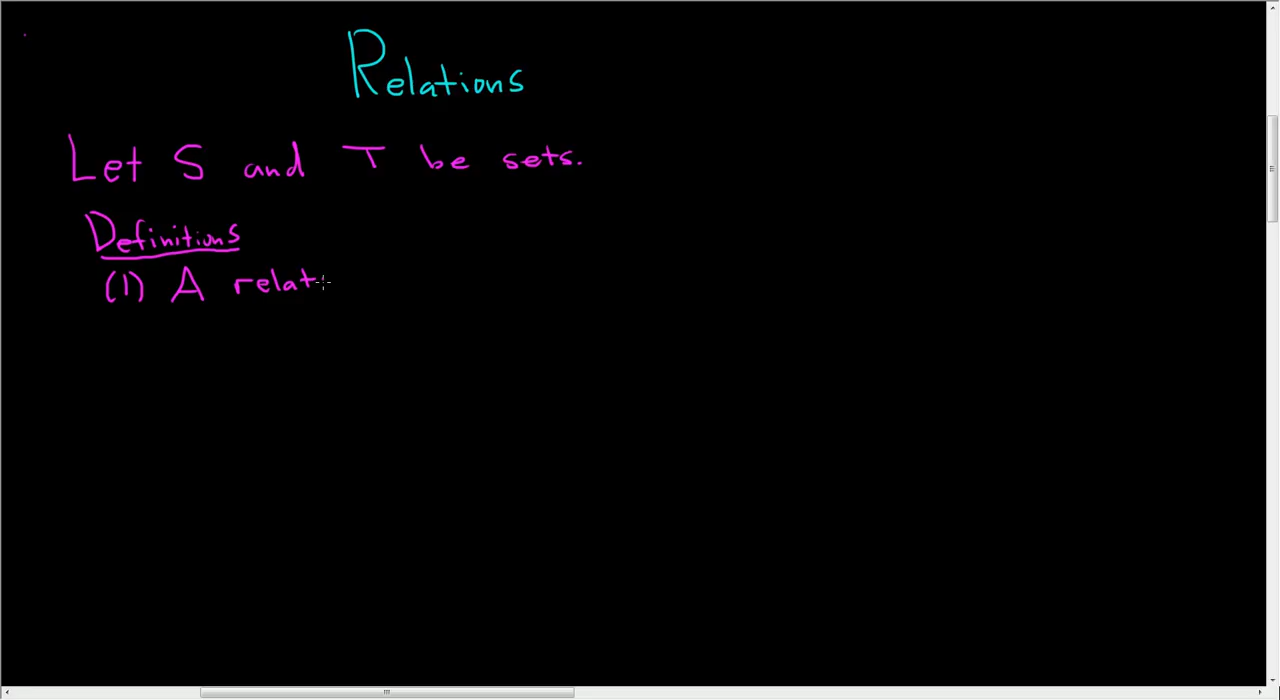 Relations
Let S and T be sets.
Definitions
(1) A relat